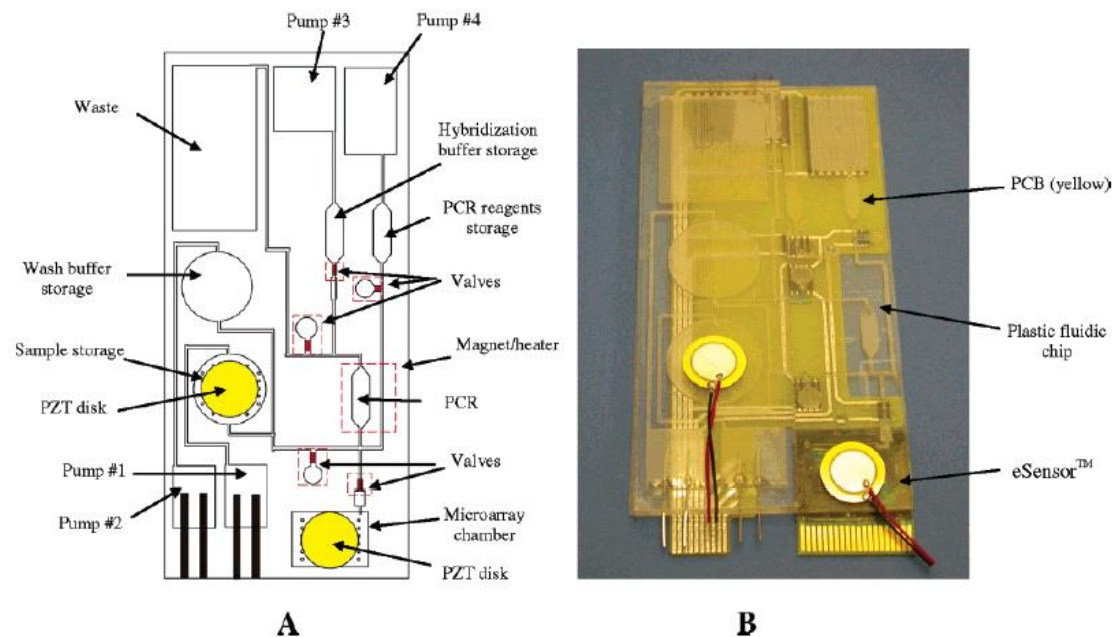 Pump #3
Pump #4
Waste
Hybridization
buffer storage
PCR reagents
storage
Wash buffer
storage
Valves
Sample storage
Magnet/heater
PZT disk
PCR
Pump #1
Valves
Pump #2
Microarray
chamber
PZT disk
A
PCB (yellow)
Plastic fluidic
chip
eSensor™
B